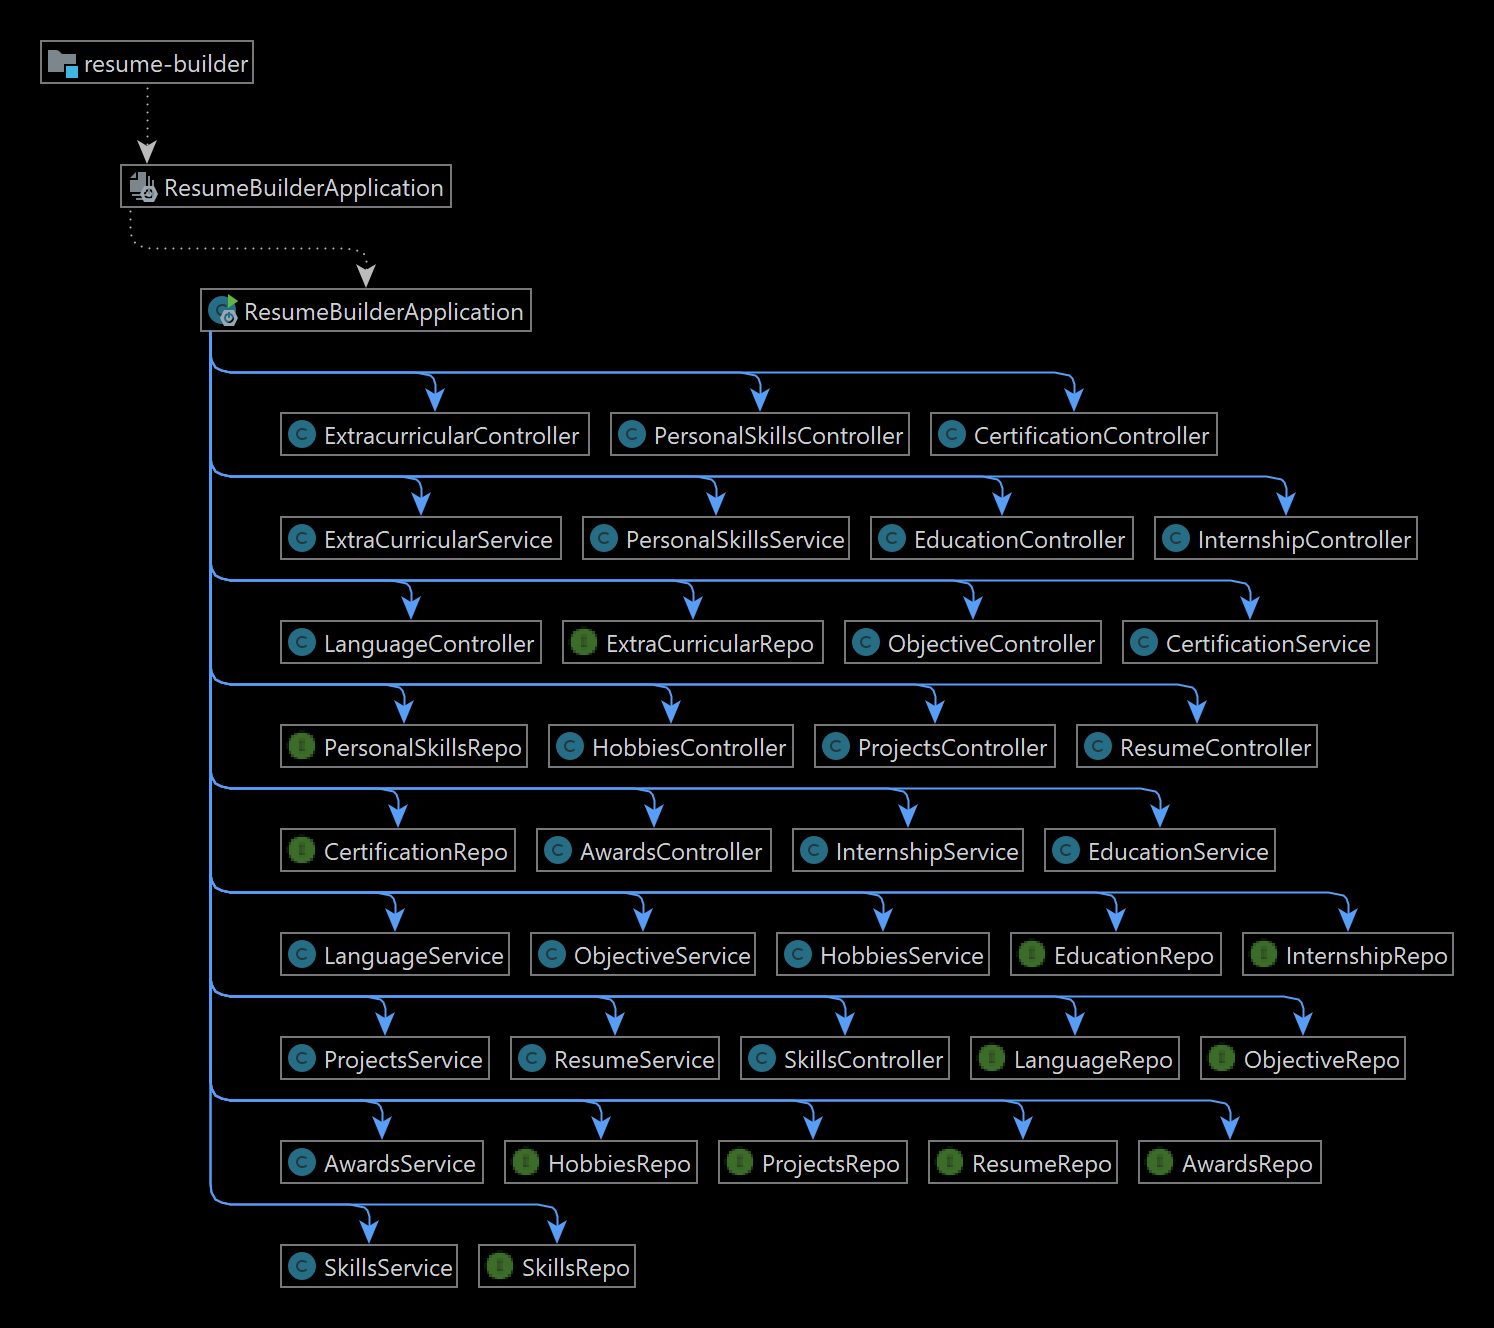 resume-builder
ResumeBuilderApplication
ResumeBuilderApplication
ExtracurricularController PersonalSkillsController CertificationController
ExtraCurricularService PersonalSkillsService EducationController InternshipController
LanguageController ExtraCurricularRepo ObjectiveController CertificationService
PersonalSkillsRepo HobbiesController ProjectsController ResumeController
CertificationRepo AwardsController InternshipService EducationService
LanguageService ObjectiveService HobbiesService EducationRepo InternshipRepo
ProjectsService ResumeService SkillsController LanguageRepo ObjectiveRepo
AwardsService HobbiesRepo ProjectsRepo ResumeRepo AwardsRepo
SkillsService SkillsRepo